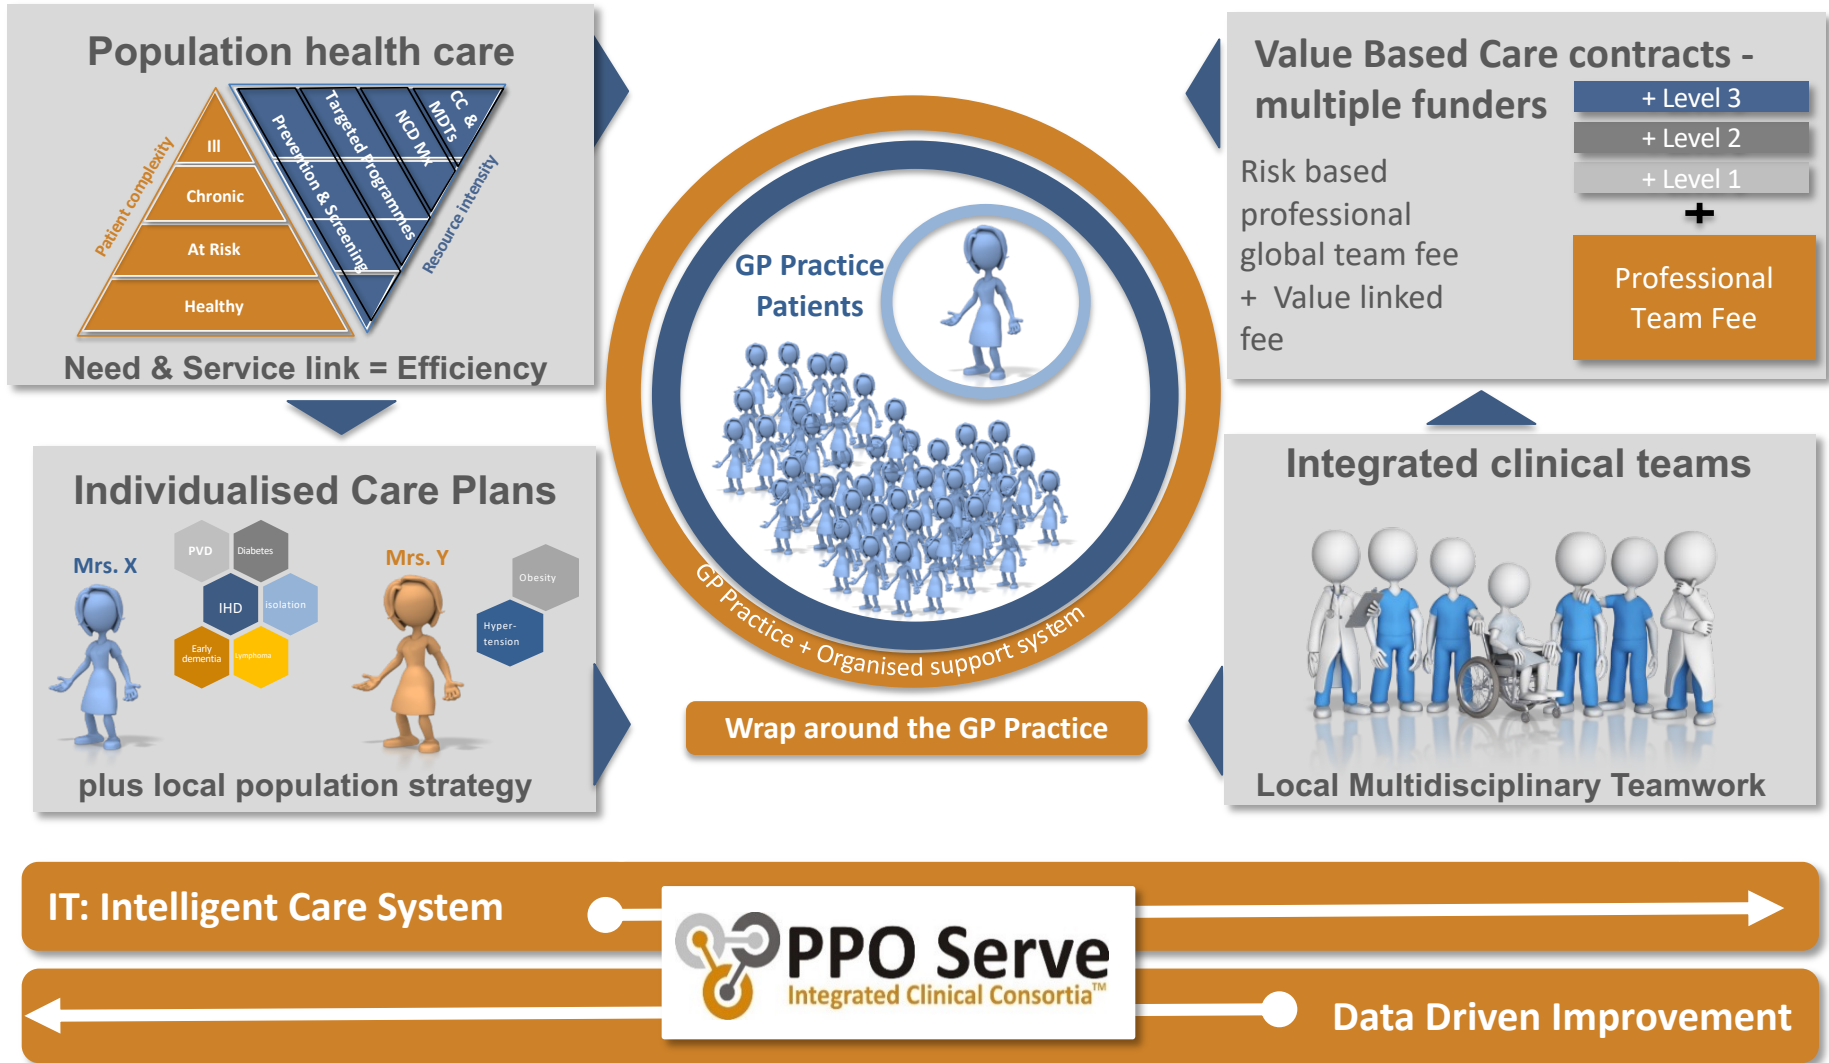 Population health care
Patient complexity
Ill
Chronic
At Risk
Healthy
Prevention & Screening
Targeted Programmes
NCD Mx
CC &
MDTs
Resource intensity
Need & Service link = Efficiency
Individualised Care Plans
Mrs. X
PVD
Diabetes
IHD
isolation
Early
dementia
Lymphoma
Mrs. Y
Obesity
Hyper-
tension
plus local population strategy
GP Practice
Patients
GP Practice + Organised support system
Wrap around the GP Practice
Value Based Care contracts -
multiple funders
Risk based
professional
global team fee
+ Value linked
fee
+ Level 3
+ Level 2
+ Level 1
+
Professional
Team Fee
Integrated clinical teams
Local Multidisciplinary Teamwork
IT: Intelligent Care System
PPO Serve
Integrated Clinical Consortia™
Data Driven Improvement